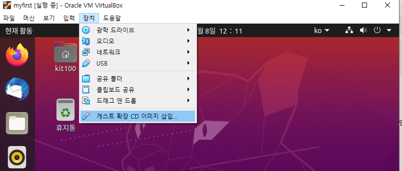 myfirst [실행 중] - Oracle VM VirtualBox
파일 머신 보기 입력 장치 도움말
현재 활동
월 8일 12 : 11
ko
광학 드라이브
오디오
네트워크
USB
공유 폴더
클립보드 공유
드래그 앤 드롭
게스트 확장 CD 이미지 삽입...
kit100
휴지통